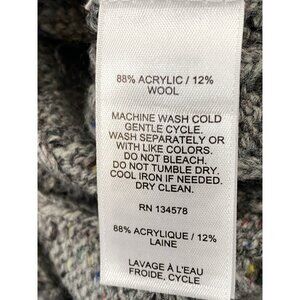 88% ACRYLIC / 12%
WOOL
MACHINE WASH COLD
GENTLE CYCLE.
WASH SEPARATELY OR
WITH LIKE COLORS.
DO NOT BLEACH.
DO NOT TUMBLE DRY.
COOL IRON IF NEEDED.
DRY CLEAN.
RN 134578
88% ACRYLIQUE / 12%
LAINE
LAVAGE À L'EAU
FROIDE, CYCLE